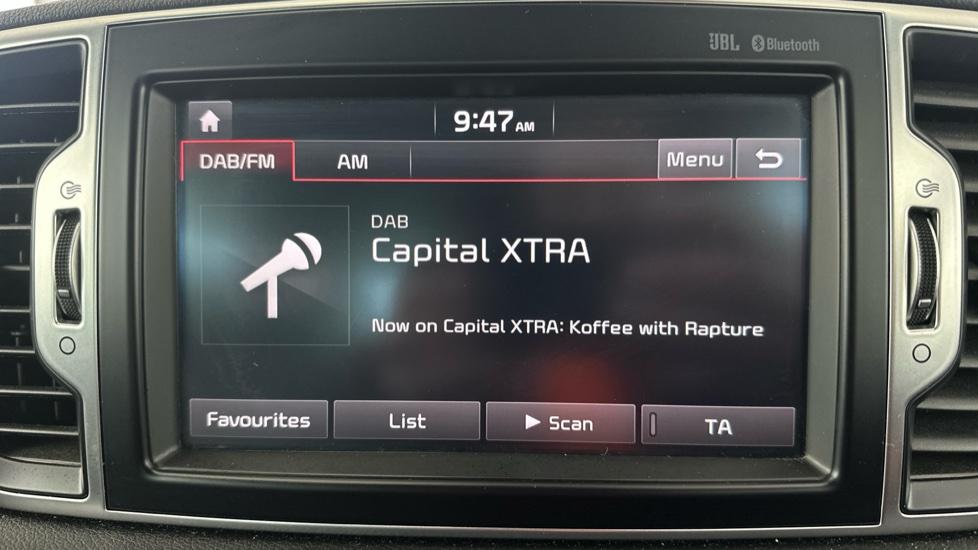 JBL Bluetooth
9:47 AM
DAB/FM AM Menu
DAB
Capital XTRA
Now on Capital XTRA: Koffee with Rapture
Favourites List Scan TA